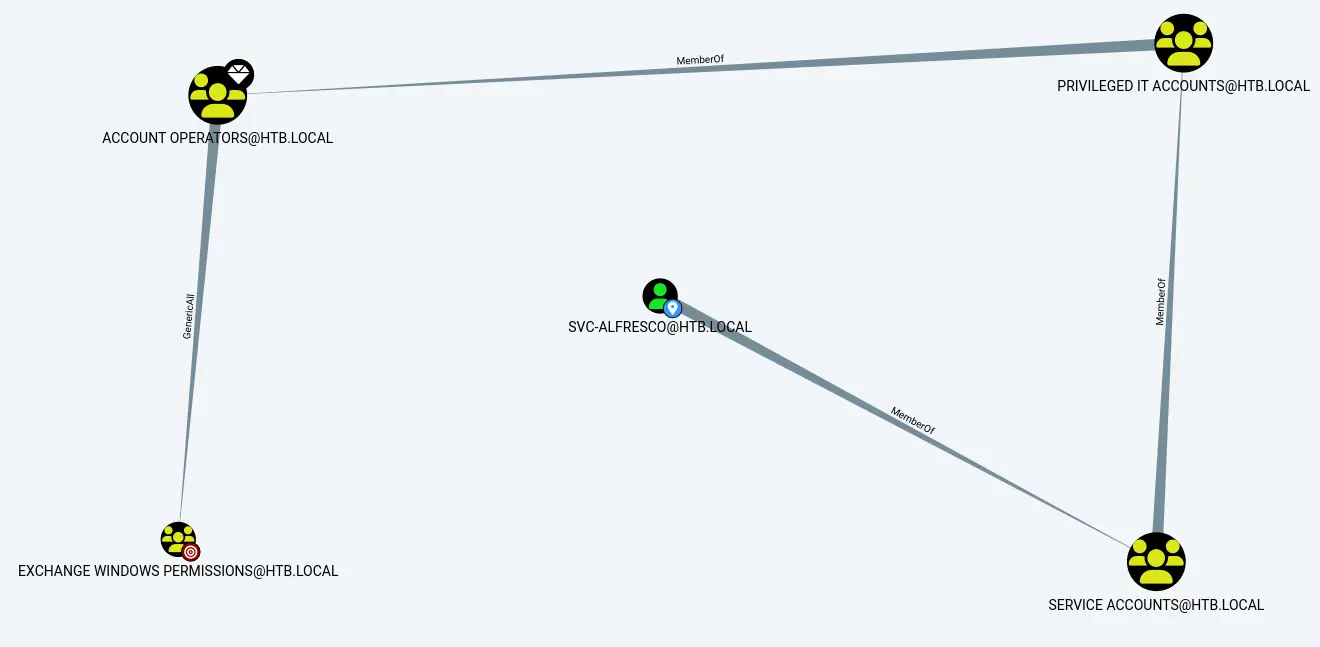 MemberOf
PRIVILEGED IT ACCOUNTS@HTB.LOCAL
ACCOUNT OPERATORS@HTB.LOCAL
GenericAll
MemberOf
SVC-ALFRESCO@HTB.LOCAL
MemberOf
EXCHANGE WINDOWS PERMISSIONS@HTB.LOCAL
SERVICE ACCOUNTS@HTB.LOCAL